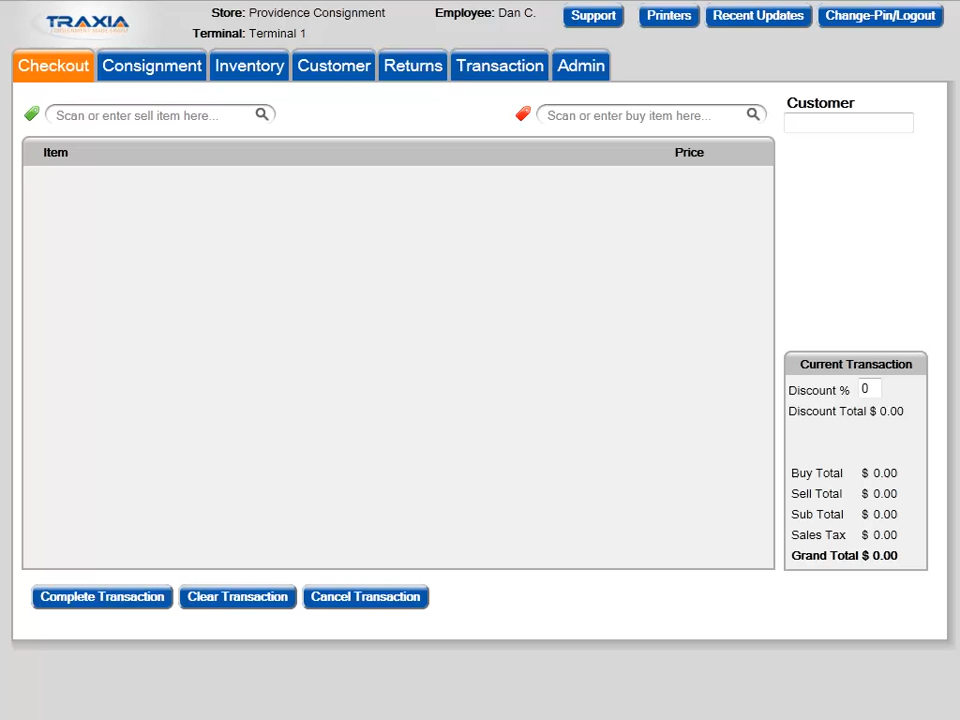 TRAXIA
Store: Providence Consignment
Employee: Dan C.
Support
Printers
Recent Updates
Change-Pin/Logout
Terminal: Terminal 1
Checkout
Consignment
Inventory
Customer
Returns
Transaction
Admin
Scan or enter sell item here...
Scan or enter buy item here...
Customer
Item
Price
Current Transaction
Discount % 0
Discount Total $ 0.00
Buy Total $ 0.00
Sell Total $ 0.00
Sub Total $ 0.00
Sales Tax $ 0.00
Grand Total $ 0.00
Complete Transaction
Clear Transaction
Cancel Transaction